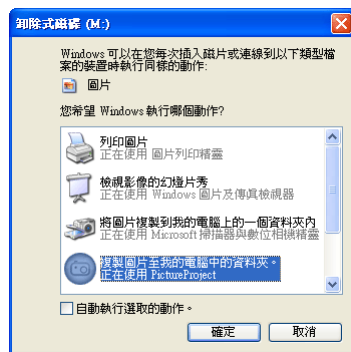 卸除式磁碟 (M:)
Windows 可以在您每次插入磁片或連線到以下類型檔
案的裝置時執行同樣的動作:
圖片
您希望 Windows 執行哪個動作?
列印圖片
正在使用 圖片列印精靈
檢視影像的幻燈片秀
正在使用 Windows 圖片及傳真檢視器
將圖片複製到我的電腦上的一個資料夾內
正在使用 Microsoft 掃描器與數位相機精靈
複製圖片至我的電腦中的資料夾。
正在使用 PictureProject
自動執行選取的動作。
確定
取消